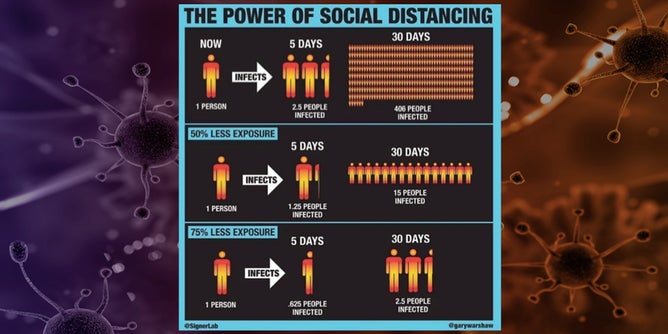 THE POWER OF SOCIAL DISTANCING
NOW
5 DAYS
30 DAYS
INFECTS
1 PERSON
2.5 PEOPLE
INFECTED
406 PEOPLE
INFECTED
50% LESS EXPOSURE
5 DAYS
30 DAYS
INFECTS
1 PERSON
1.25 PEOPLE
INFECTED
15 PEOPLE
INFECTED
75% LESS EXPOSURE
5 DAYS
30 DAYS
INFECTS
1 PERSON
.625 PEOPLE
INFECTED
2.5 PEOPLE
INFECTED
@SignerLab
@garywarshaw